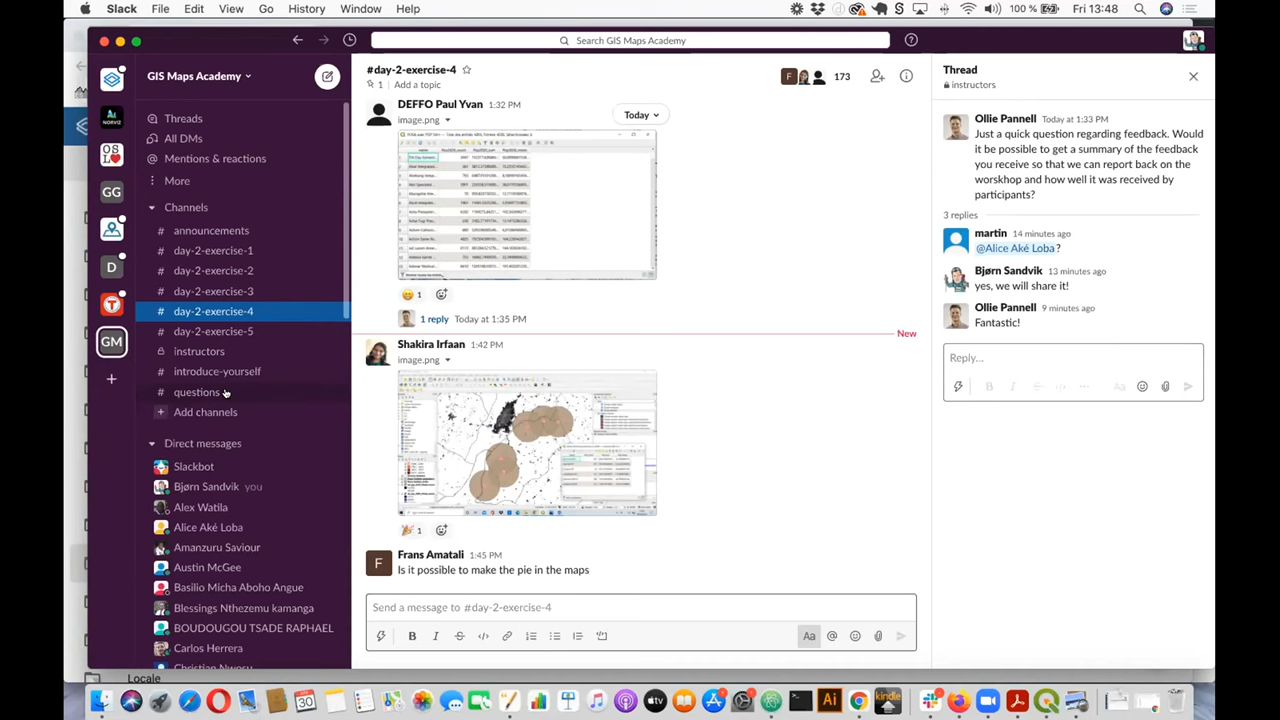 Slack File Edit View Go History Window Help 100 % Fri 13:48
Search GIS Maps Academy
GIS Maps Academy
Threads
All DMs
Mentions & reactions
More
Channels
# announcements
# day-2-exercise-1
# day-2-exercise-2
# day-2-exercise-3
# day-2-exercise-4
# day-2-exercise-5
instructors
# introduce-yourself
# questions
+ Add channels
Direct messages
Slackbot
Bjørn Sandvik you
Alex Watila
Alice Aké Loba
Amanzuru Saviour
Austin McGee
Basilio Micha Aboho Angue
Blessings Nthezemu kamanga
BOUDOUGOU TSADE RAPHAEL
Carlos Herrera
Christian Nwosu
GG
D
T
GM
+
Locale
#day-2-exercise-4
1 Add a topic
F 173
Today
DEFFO Paul Yvan 1:32 PM
image.png
1
1 reply Today at 1:35 PM
New
Shakira Irfaan 1:42 PM
image.png
1
F
Frans Amatali 1:45 PM
Is it possible to make the pie in the maps
Send a message to #day-2-exercise-4
B I S Aa @
Thread
instructors
Ollie Pannell Today at 1:33 PM
Just a quick question regarding feedback. Would
it be possible to get a summary of the feedback
you receive so that we can report back on the
worskhop and how well it was received by
participants?
3 replies
martin 14 minutes ago
@Alice Aké Loba ?
Bjørn Sandvik 13 minutes ago
yes, we will share it!
Ollie Pannell 9 minutes ago
Fantastic!
Reply...
30
Ai
kindle